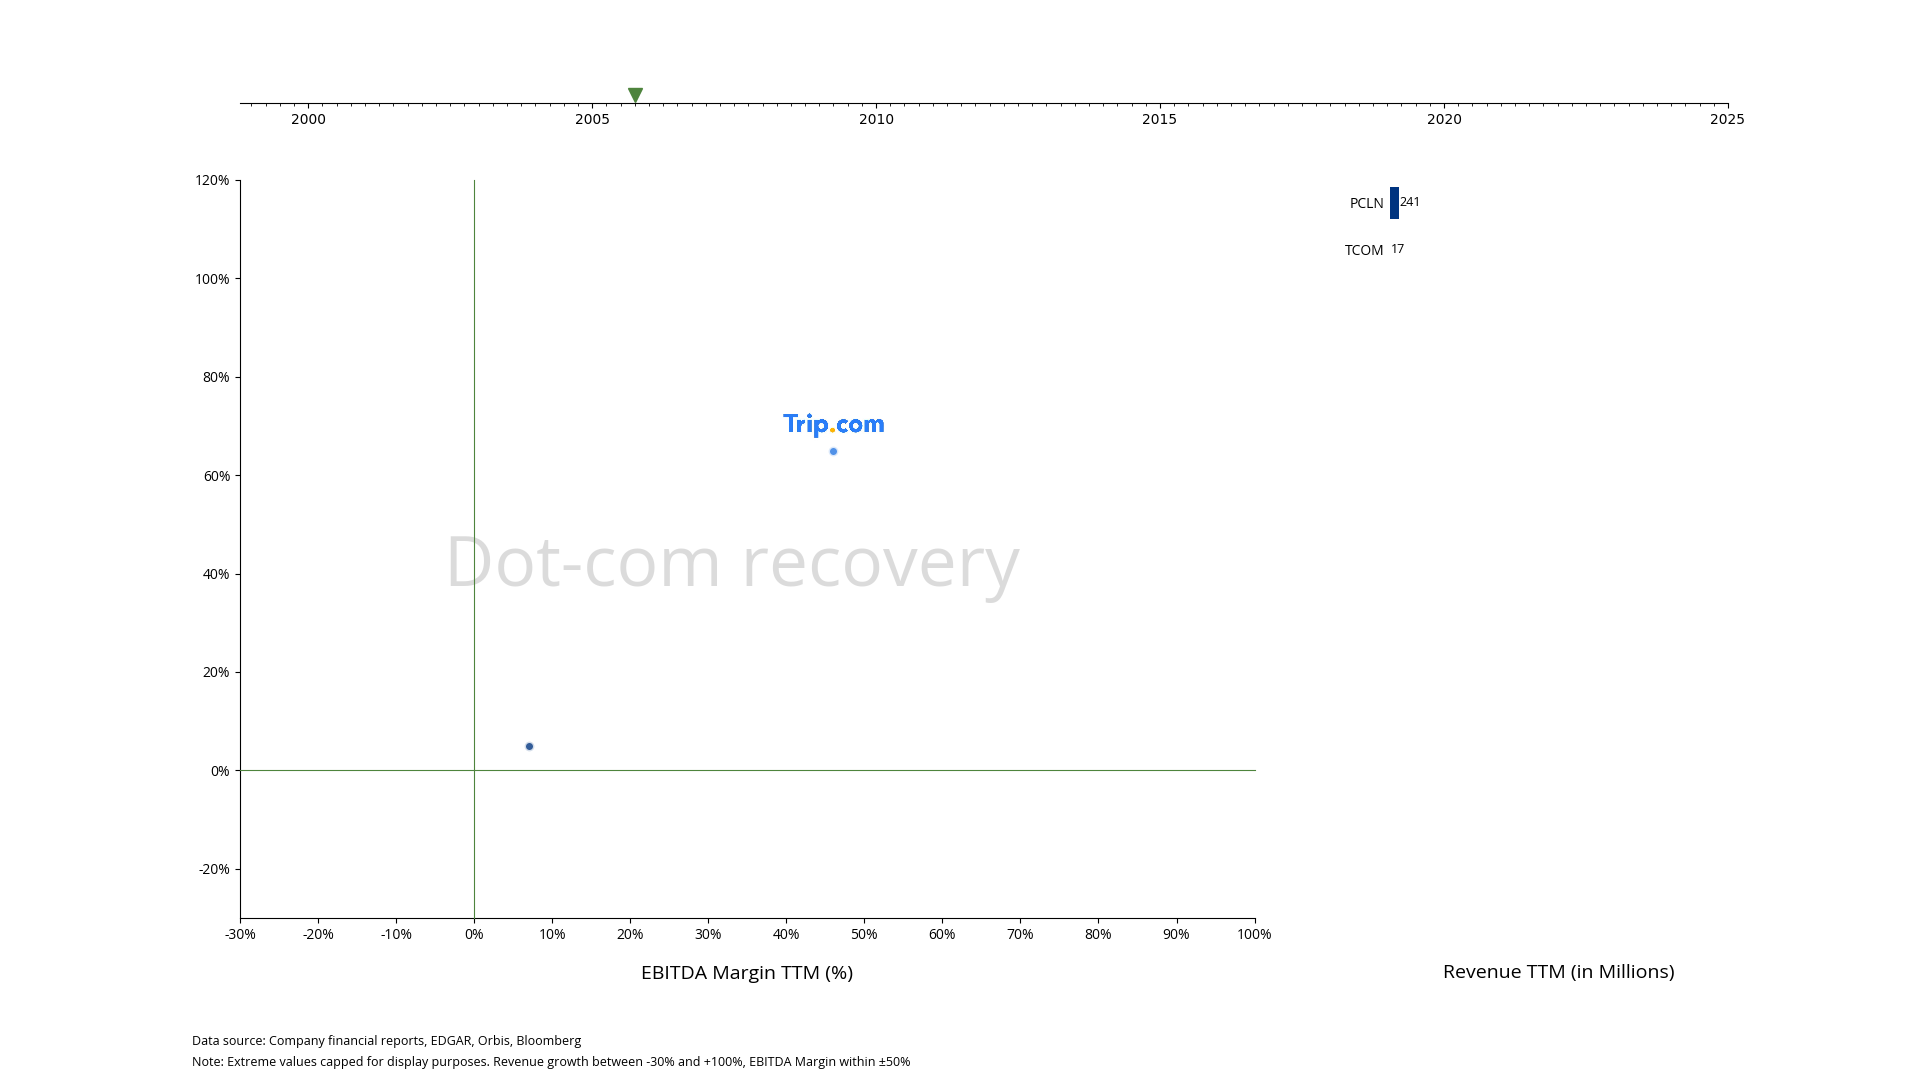 2000 2005 2010 2015 2020 2025
120%
PCLN 241
TCOM 17
100%
80%
Trip.com
60%
Dot-com recovery
40%
20%
0%
-20%
-30% -20% -10% 0% 10% 20% 30% 40% 50% 60% 70% 80% 90% 100%
EBITDA Margin TTM (%)
Revenue TTM (in Millions)
Data source: Company financial reports, EDGAR, Orbis, Bloomberg
Note: Extreme values capped for display purposes. Revenue growth between -30% and +100%, EBITDA Margin within ±50%